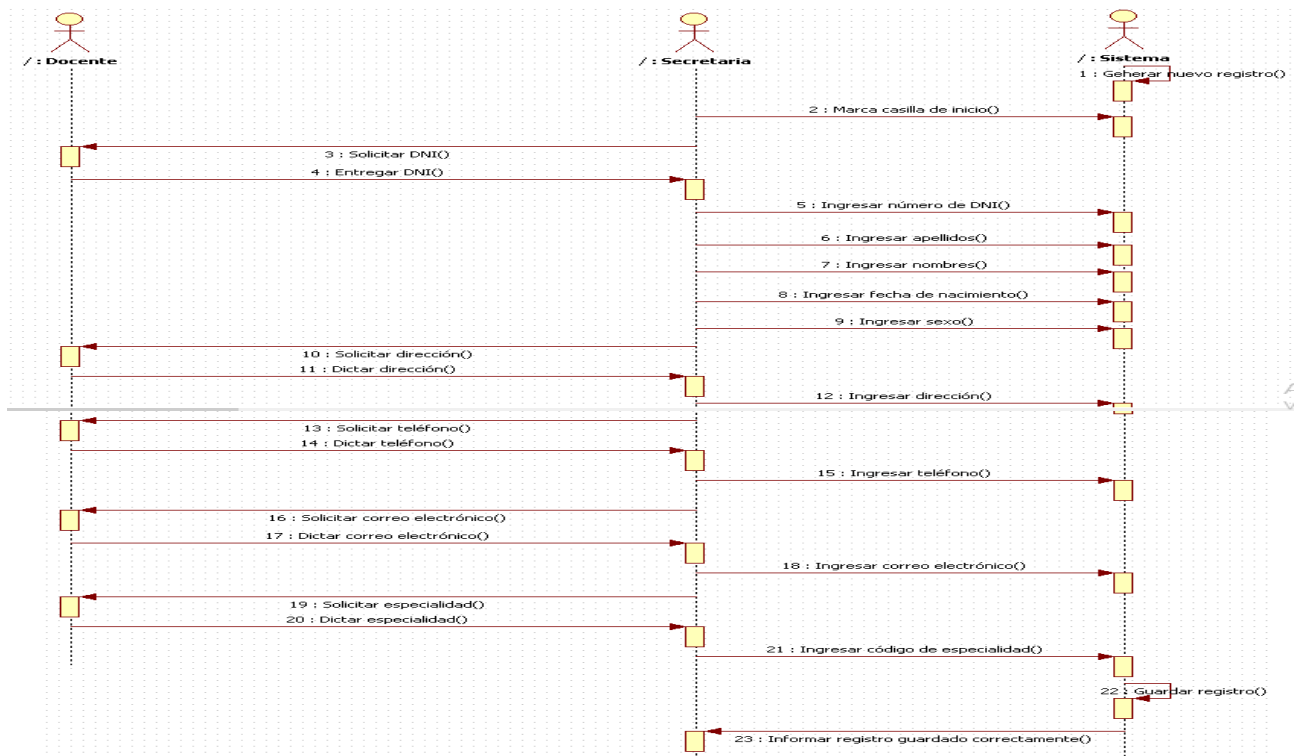 / : Docente
/ : Secretaria
/ : Sistema
1 : Generar nuevo registro()
2 : Marca casilla de inicio()
3 : Solicitar DNI()
4 : Entregar DNI()
5 : Ingresar número de DNI()
6 : Ingresar apellidos()
7 : Ingresar nombres()
8 : Ingresar fecha de nacimiento()
9 : Ingresar sexo()
10 : Solicitar dirección()
11 : Dictar dirección()
12 : Ingresar dirección()
13 : Solicitar teléfono()
14 : Dictar teléfono()
15 : Ingresar teléfono()
16 : Solicitar correo electrónico()
17 : Dictar correo electrónico()
18 : Ingresar correo electrónico()
19 : Solicitar especialidad()
20 : Dictar especialidad()
21 : Ingresar código de especialidad()
22 : Guardar registro()
23 : Informar registro guardado correctamente()